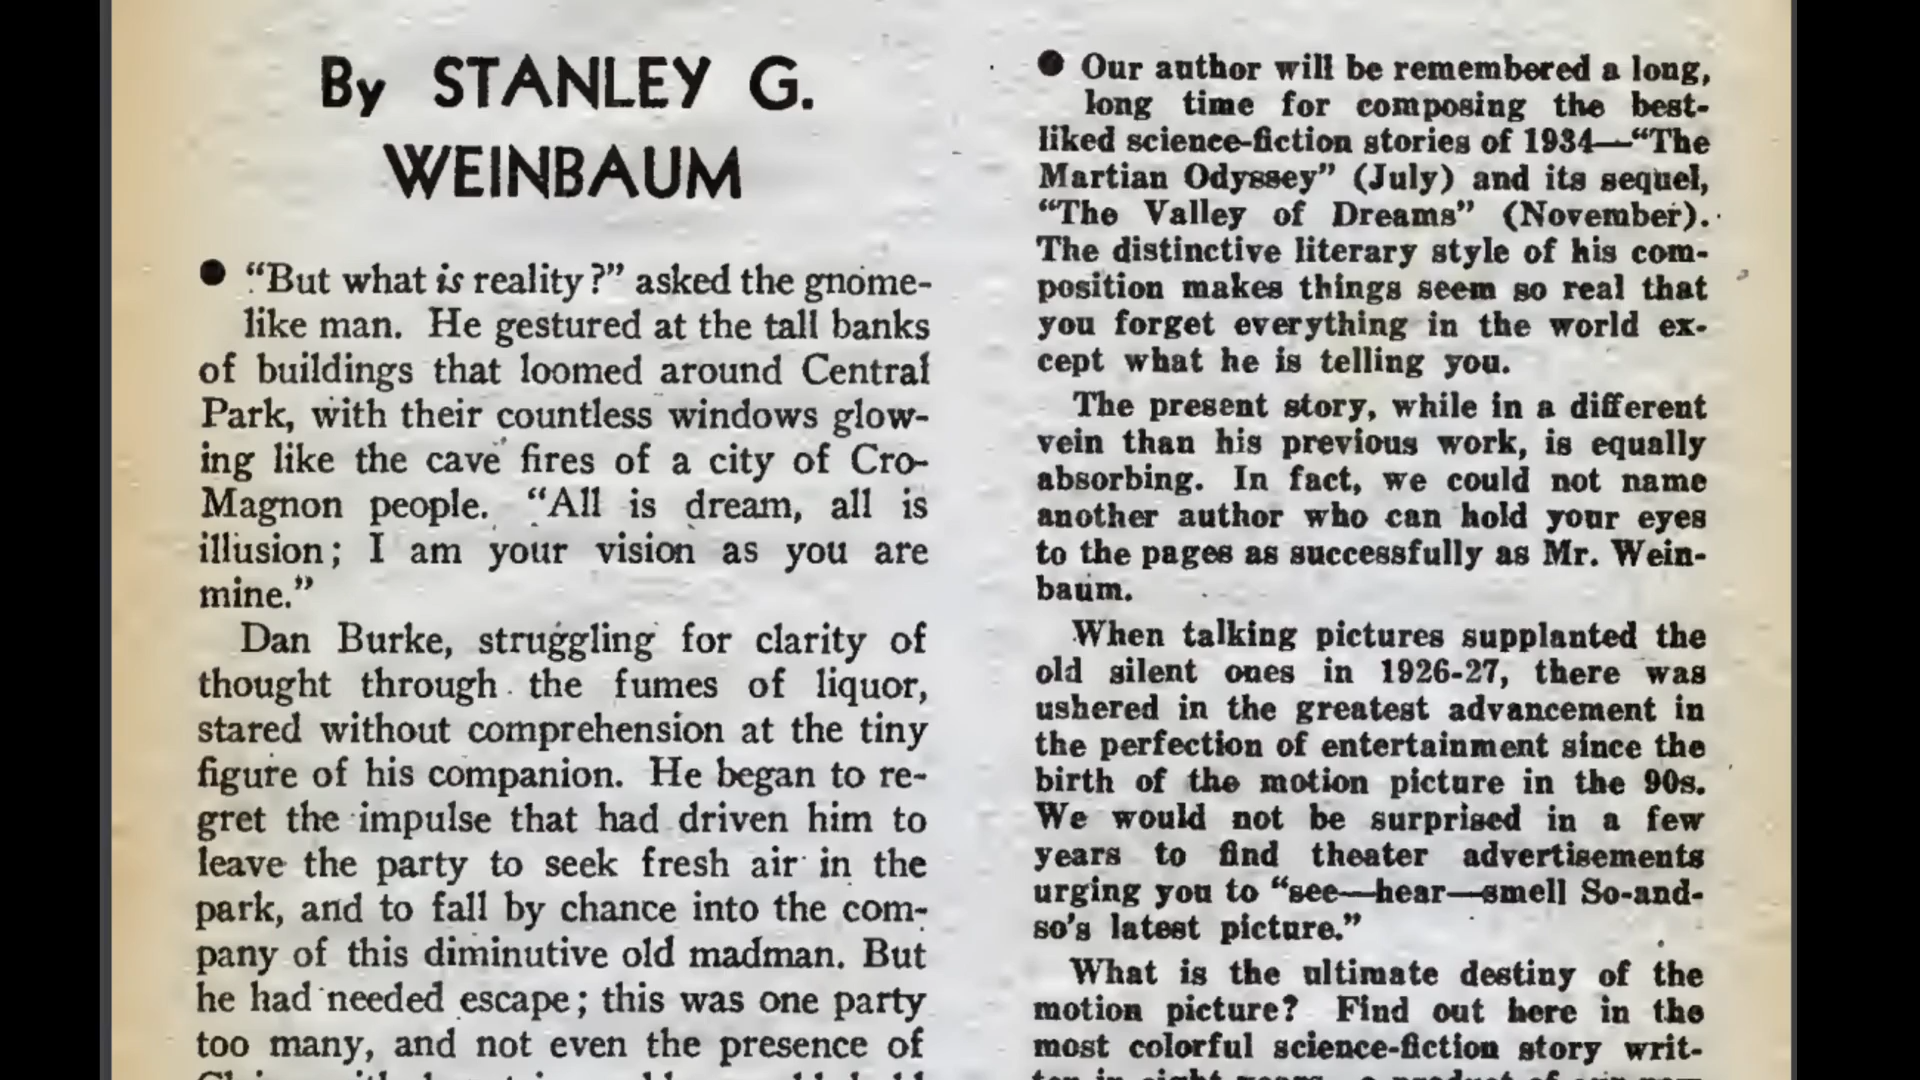 By STANLEY G.
WEINBAUM
● “But what is reality?” asked the gnome-
like man. He gestured at the tall banks
of buildings that loomed around Central
Park, with their countless windows glow-
ing like the cave fires of a city of Cro-
Magnon people. “All is dream, all is
illusion; I am your vision as you are
mine.”
Dan Burke, struggling for clarity of
thought through the fumes of liquor,
stared without comprehension at the tiny
figure of his companion. He began to re-
gret the impulse that had driven him to
leave the party to seek fresh air in the
park, and to fall by chance into the com-
pany of this diminutive old madman. But
he had needed escape; this was one party
too many, and not even the presence of
● Our author will be remembered a long,
long time for composing the best-
liked science-fiction stories of 1934—“The
Martian Odyssey” (July) and its sequel,
“The Valley of Dreams” (November).
The distinctive literary style of his com-
position makes things seem so real that
you forget everything in the world ex-
cept what he is telling you.
The present story, while in a different
vein than his previous work, is equally
absorbing. In fact, we could not name
another author who can hold your eyes
to the pages as successfully as Mr. Wein-
baum.
When talking pictures supplanted the
old silent ones in 1926-27, there was
ushered in the greatest advancement in
the perfection of entertainment since the
birth of the motion picture in the 90s.
We would not be surprised in a few
years to find theater advertisements
urging you to “see—hear—smell So-and-
so's latest picture.”
What is the ultimate destiny of the
motion picture? Find out here in the
most colorful science-fiction story writ-